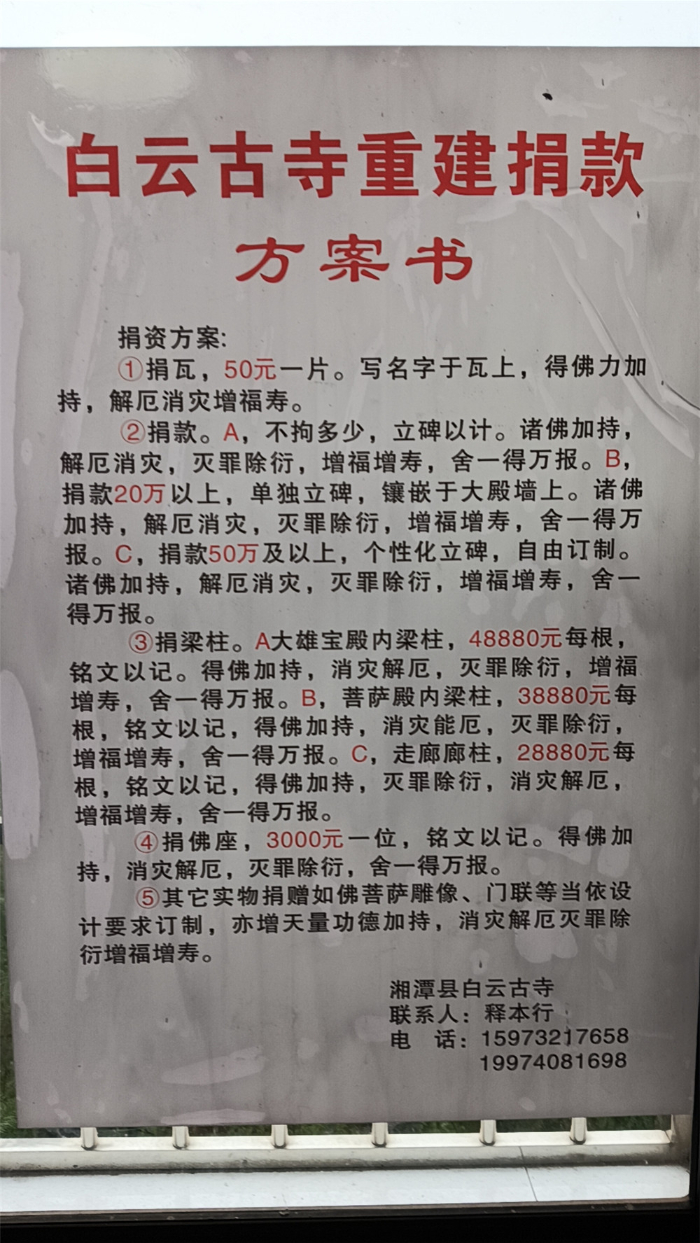 白云古寺重建捐款
方案书
捐资方案:
①捐瓦，50元一片。写名字于瓦上，得佛力加
持，解厄消灾增福寿。
②捐款。A，不拘多少，立碑以计。诸佛加持，
解厄消灾，灭罪除衍，增福增寿，舍一得万报。B，
捐款20万以上，单独立碑，镶嵌于大殿墙上。诸佛
加持，解厄消灾，灭罪除衍，增福增寿，舍一得万
报。C，捐款50万及以上，个性化立碑，自由订制。
诸佛加持，解厄消灾，灭罪除衍，增福增寿，舍一
得万报。
③捐梁柱。A大雄宝殿内梁柱，48880元每根，
铭文以记。得佛加持，消灾解厄，灭罪除衍，增福
增寿，舍一得万报。B，菩萨殿内梁柱，38880元每
根，铭文以记，得佛加持，消灾能厄，灭罪除衍，
增福增寿，舍一得万报。C，走廊廊柱，28880元每
根，铭文以记，得佛加持，灭罪除衍，消灾解厄，
增福增寿，舍一得万报。
④捐佛座，3000元一位，铭文以记。得佛加
持，消灾解厄，灭罪除衍，舍一得万报。
⑤其它实物捐赠如佛菩萨雕像、门联等当依设
计要求订制，亦增天量功德加持，消灾解厄灭罪除
衍增福增寿。
湘潭县白云古寺
联系人：释本行
电　话：15973217658
19974081698